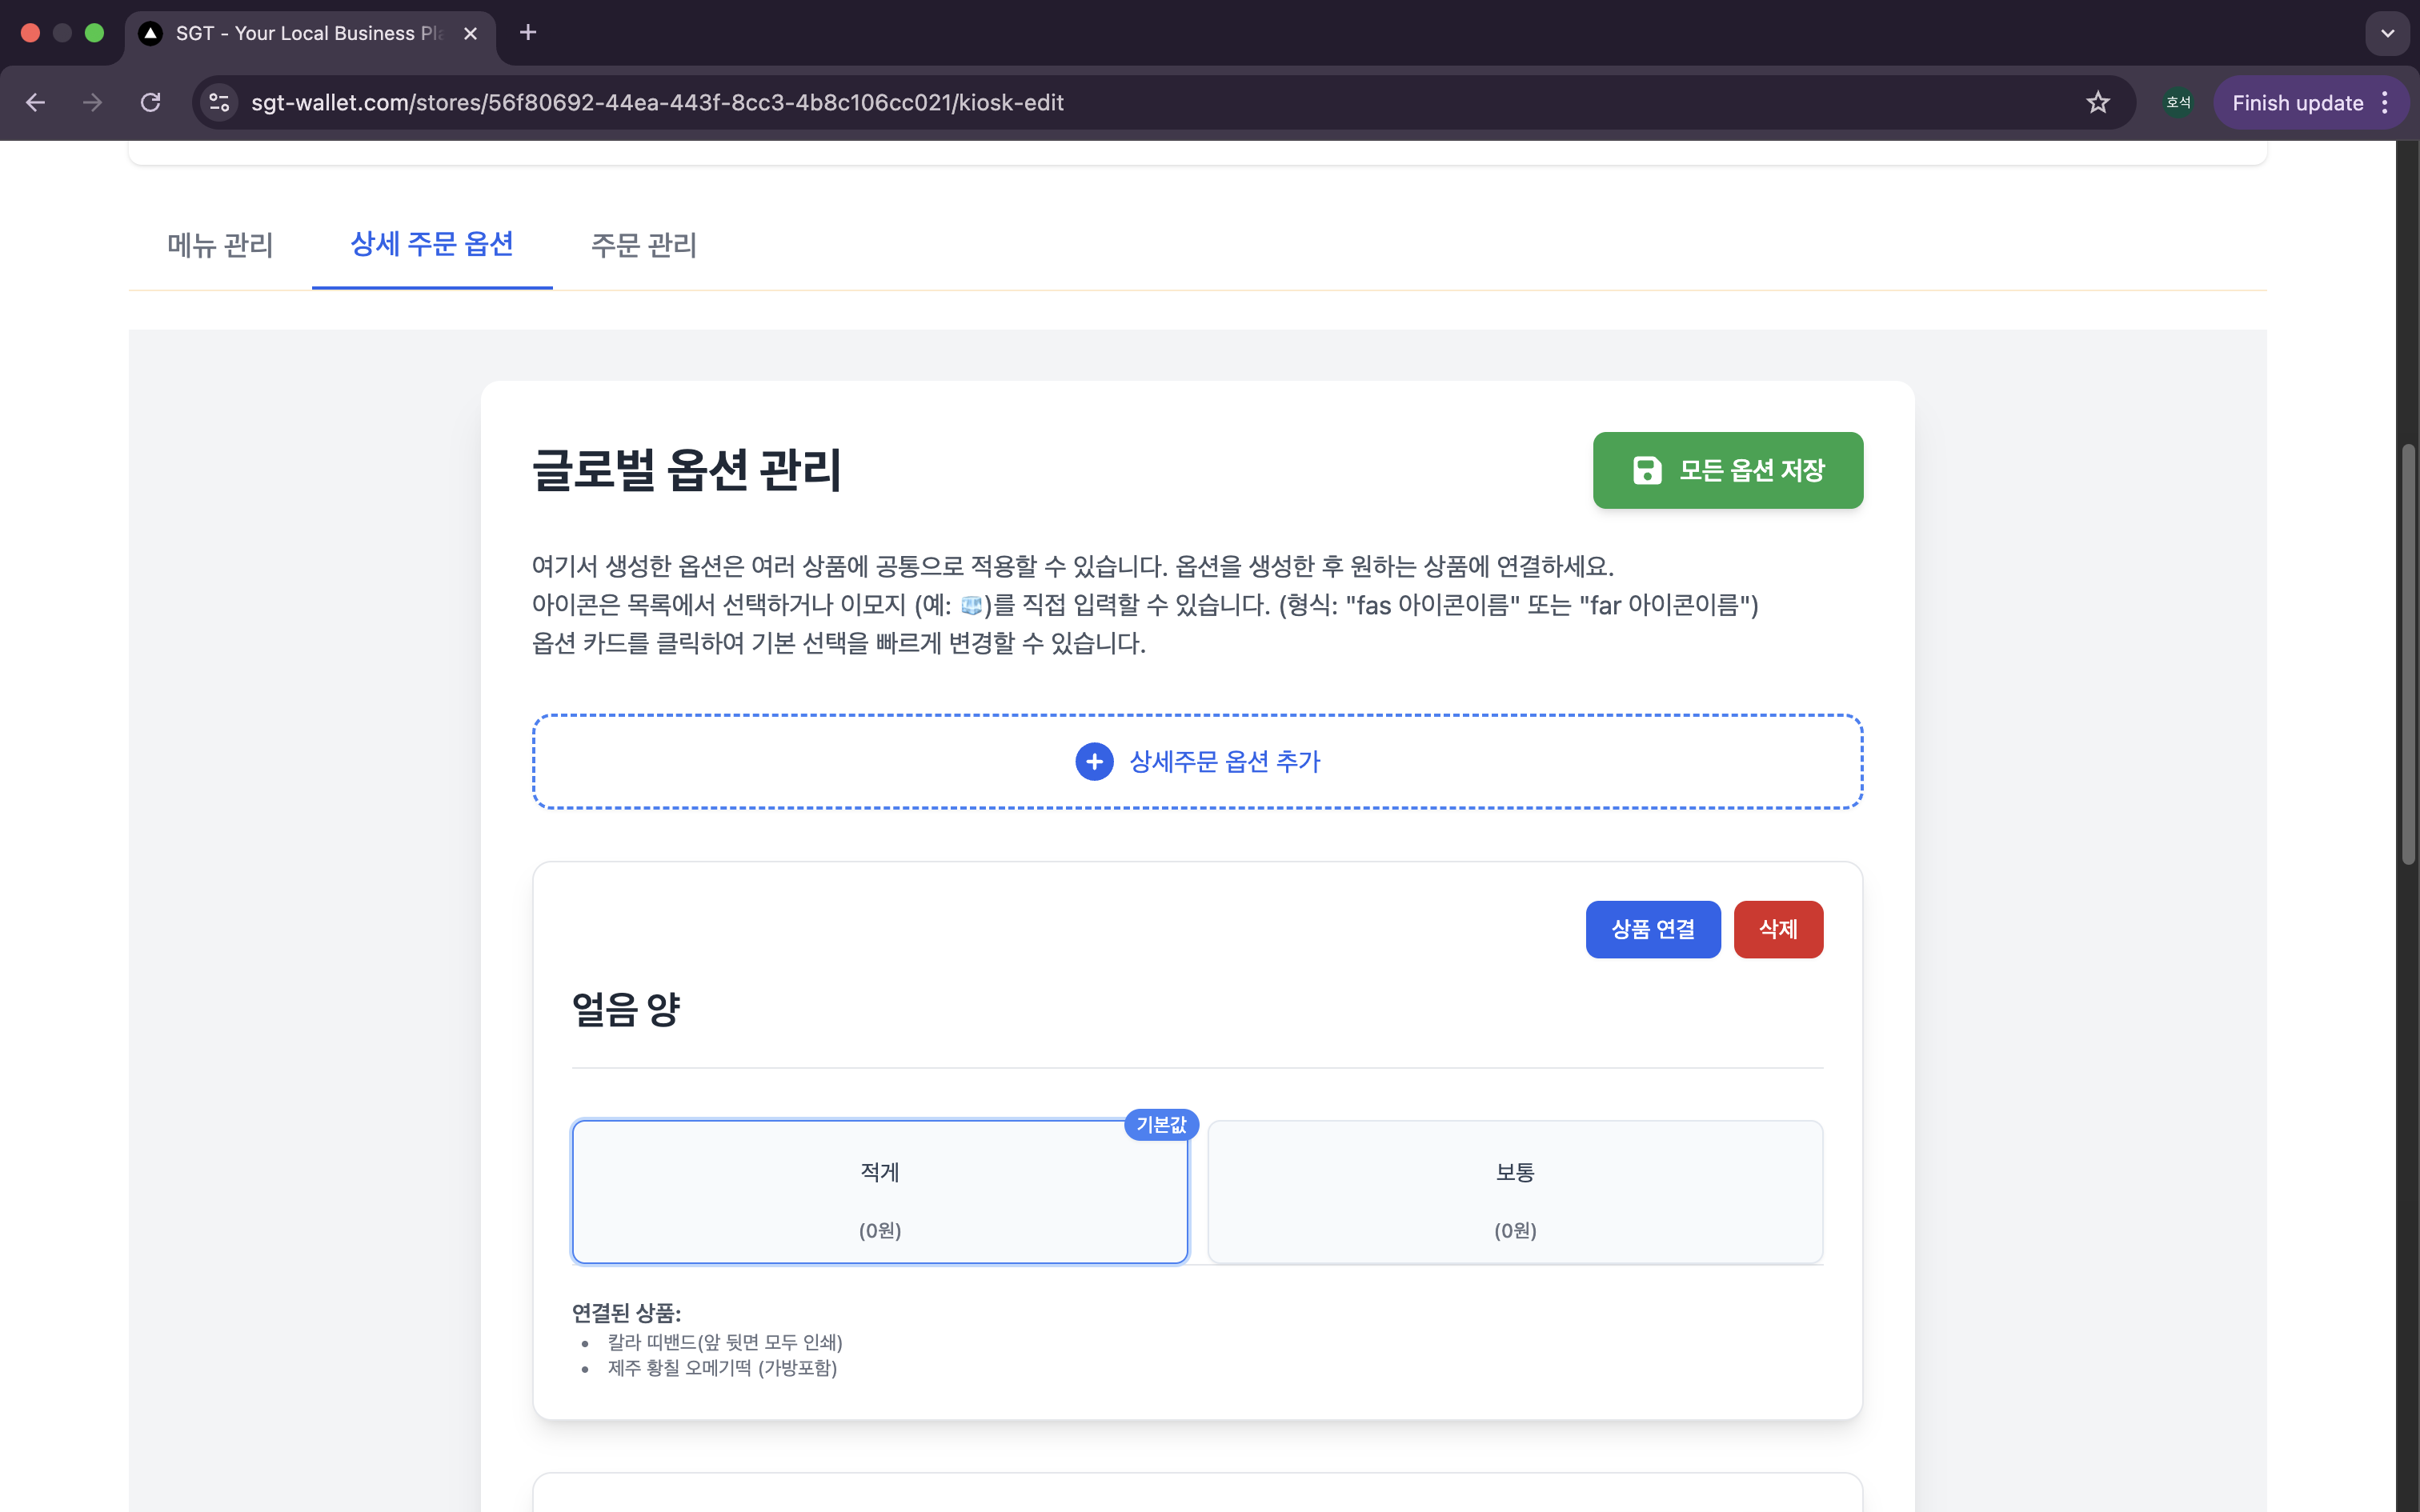 SGT - Your Local Business Pla
sgt-wallet.com/stores/56f80692-44ea-443f-8cc3-4b8c106cc021/kiosk-edit
호석
Finish update
메뉴 관리
상세 주문 옵션
주문 관리
글로벌 옵션 관리
모든 옵션 저장
여기서 생성한 옵션은 여러 상품에 공통으로 적용할 수 있습니다. 옵션을 생성한 후 원하는 상품에 연결하세요.
아이콘은 목록에서 선택하거나 이모지 (예: 🧊)를 직접 입력할 수 있습니다. (형식: "fas 아이콘이름" 또는 "far 아이콘이름")
옵션 카드를 클릭하여 기본 선택을 빠르게 변경할 수 있습니다.
상세주문 옵션 추가
상품 연결
삭제
얼음 양
기본값
적게
(0원)
보통
(0원)
연결된 상품:
칼라 띠밴드(앞 뒷면 모두 인쇄)
제주 황칠 오메기떡 (가방포함)